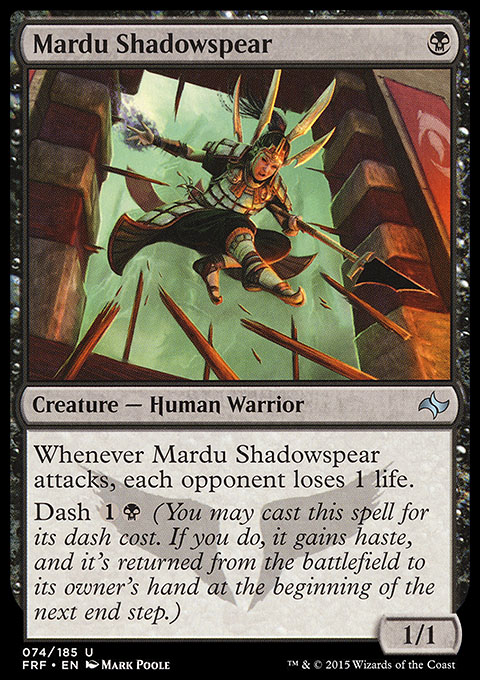 Mardu Shadowspear
Creature — Human Warrior
Whenever Mardu Shadowspear
attacks, each opponent loses 1 life.
Dash 1 (You may cast this spell for
its dash cost. If you do, it gains haste,
and it's returned from the battlefield to
its owner's hand at the beginning of the
next end step.)
1/1
074/185 U
FRF • EN Mark Poole
™ & © 2015 Wizards of the Coast